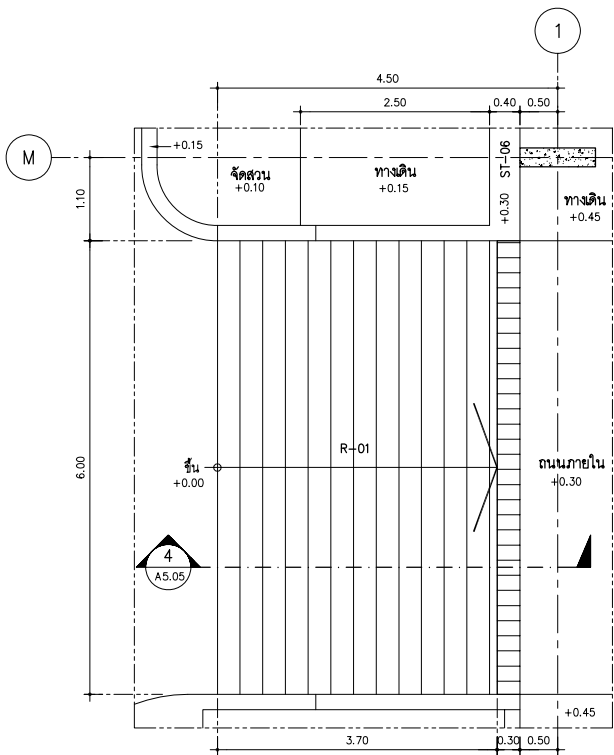 1
4.50
2.50
0.40
0.50
M
+0.15
จัดสวน
+0.10
ทางเดิน
+0.15
ST-06
+0.30
ทางเดิน
+0.45
1.10
6.00
R-01
ขึ้น
+0.00
ถนนภายใน
+0.30
4
A5.05
+0.45
3.70
0.30
0.50